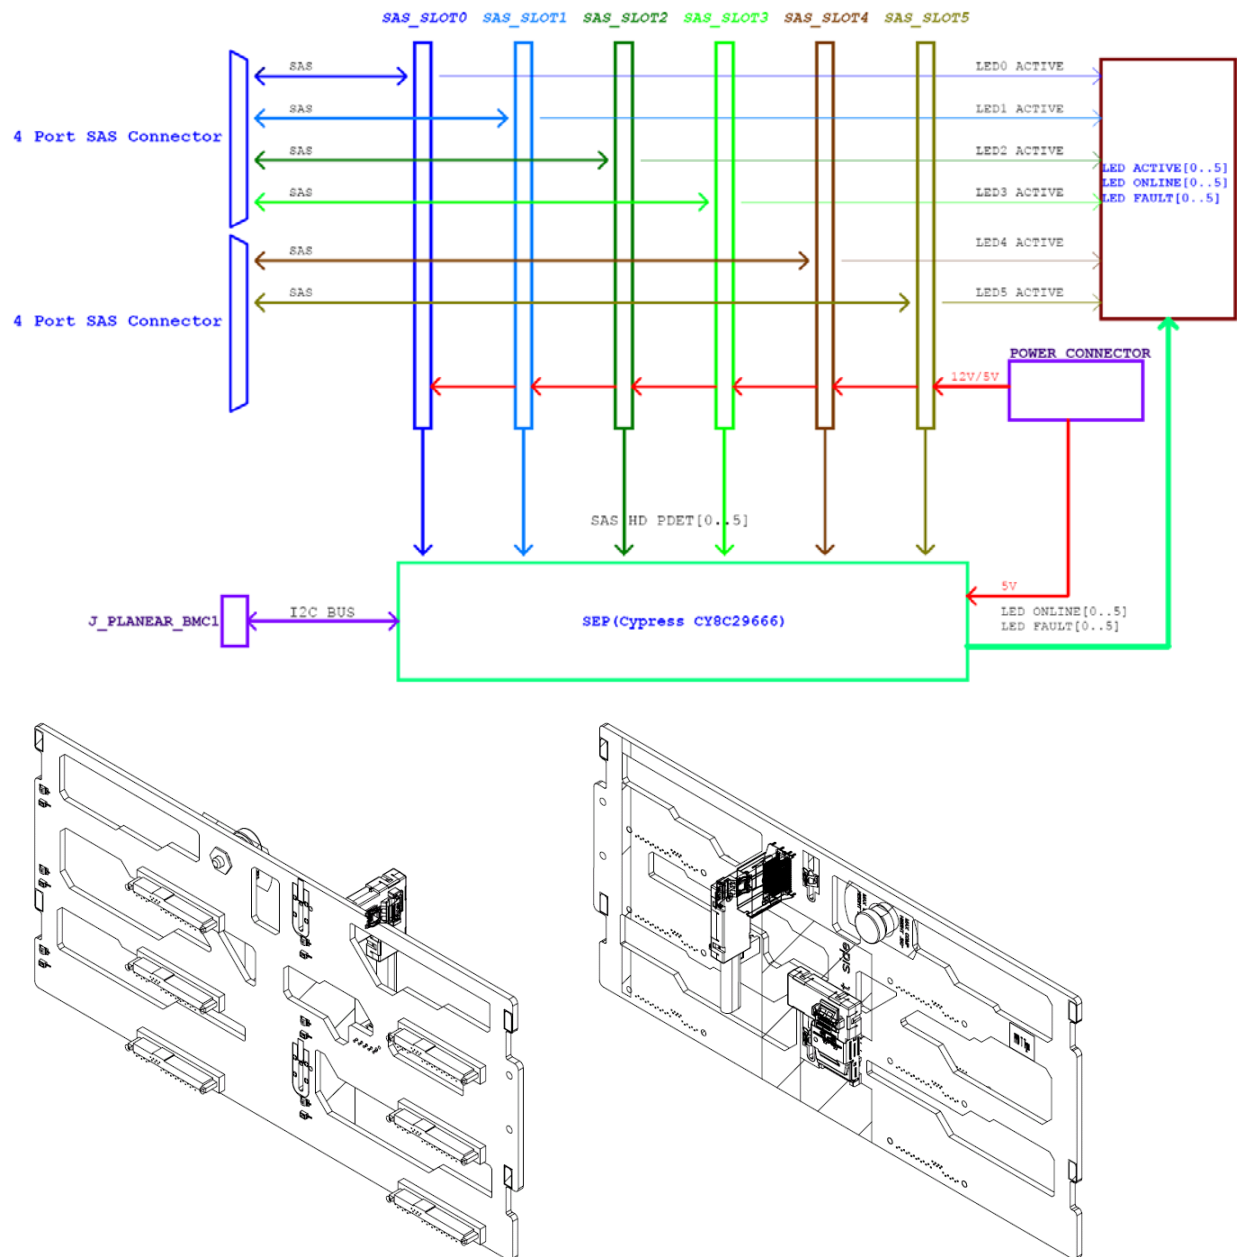 SAS_SLOT0 SAS_SLOT1 SAS_SLOT2 SAS_SLOT3 SAS_SLOT4 SAS_SLOT5
SAS
LED0 ACTIVE
SAS
LED1 ACTIVE
4 Port SAS Connector
SAS
LED2 ACTIVE
LED ACTIVE[0..5]
LED ONLINE[0..5]
LED FAULT[0..5]
SAS
LED3 ACTIVE
SAS
LED4 ACTIVE
SAS
LED5 ACTIVE
4 Port SAS Connector
POWER CONNECTOR
12V/5V
SAS HD PDET[0..5]
5V
J_PLANEAR_BMC1
I2C BUS
SEP(Cypress CY8C29666)
LED ONLINE[0..5]
LED FAULT[0..5]
side